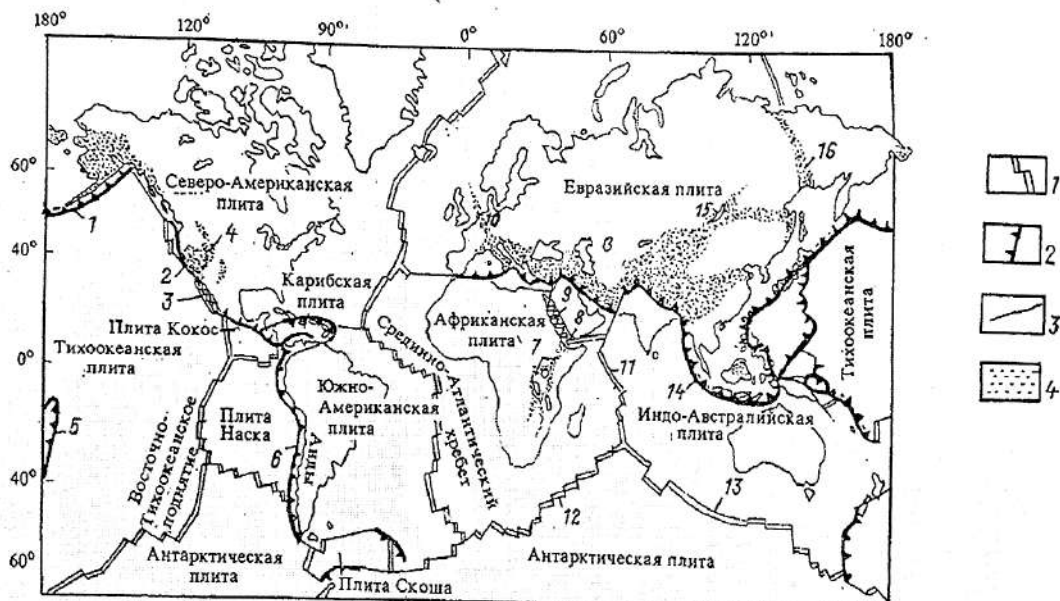 180°
120°
90°
0°
60°
120°
180°
60°
40°
20°
0°
20°
40°
60°
Северо-Американская
плита
Евразийская плита
Карибская
плита
Плита Кокос
Тихоокеанская
плита
Африканская
плита
Срединно-Атлантический
хребет
Южно-
Американская
плита
Плита
Наска
Анды
Восточно-
Тихоокеанское
поднятие
Индо-Австралийская
плита
Тихоокеанская
плита
Антарктическая
плита
Плита Скоша
Антарктическая плита
1
2
3
4
5
6
7
8
9
11
12
13
14
15
16
1
2
3
4